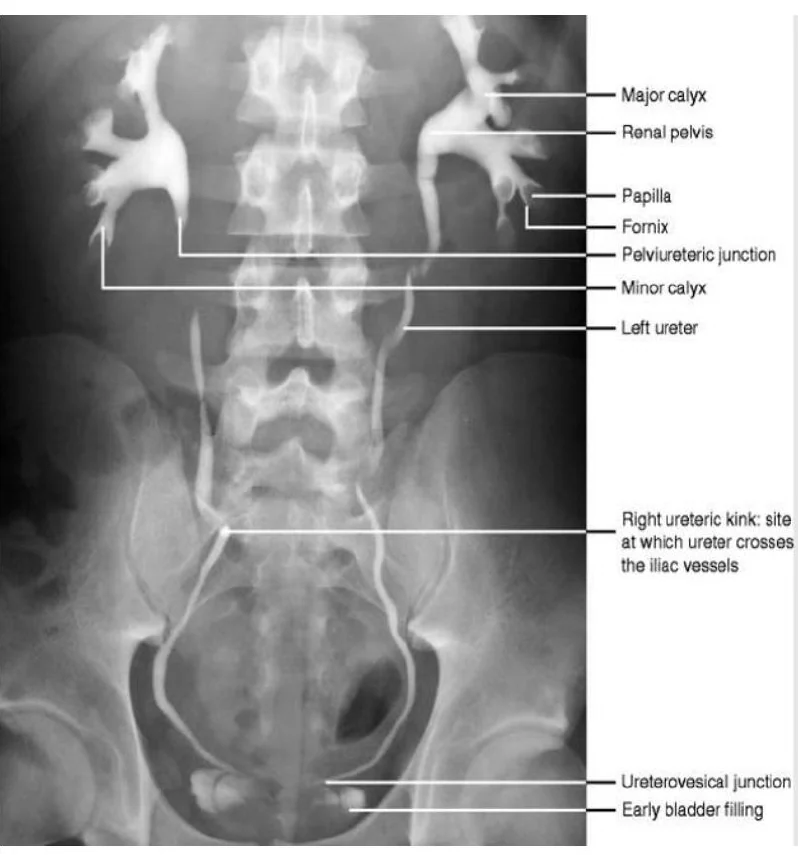 Major calyx
Renal pelvis
Papilla
Fornix
Pelviureteric junction
Minor calyx
Left ureter
Right ureteric kink: site
at which ureter crosses
the iliac vessels
Ureterovesical junction
Early bladder filling